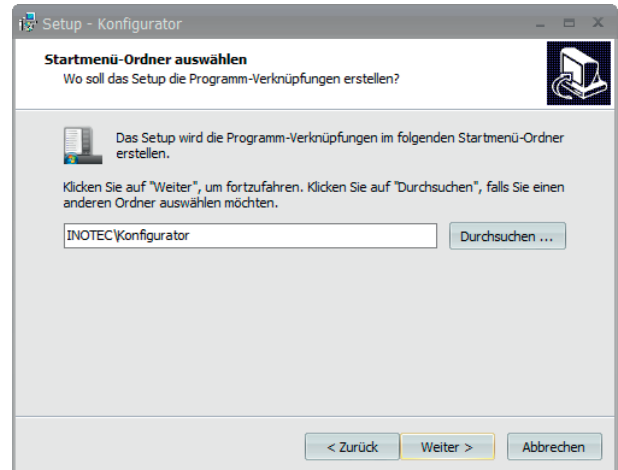 Setup - Konfigurator
Startmenü-Ordner auswählen
Wo soll das Setup die Programm-Verknüpfungen erstellen?
Das Setup wird die Programm-Verknüpfungen im folgenden Startmenü-Ordner
erstellen.
Klicken Sie auf "Weiter", um fortzufahren. Klicken Sie auf "Durchsuchen", falls Sie einen
anderen Ordner auswählen möchten.
INOTEC\Konfigurator
Durchsuchen ...
< Zurück
Weiter >
Abbrechen